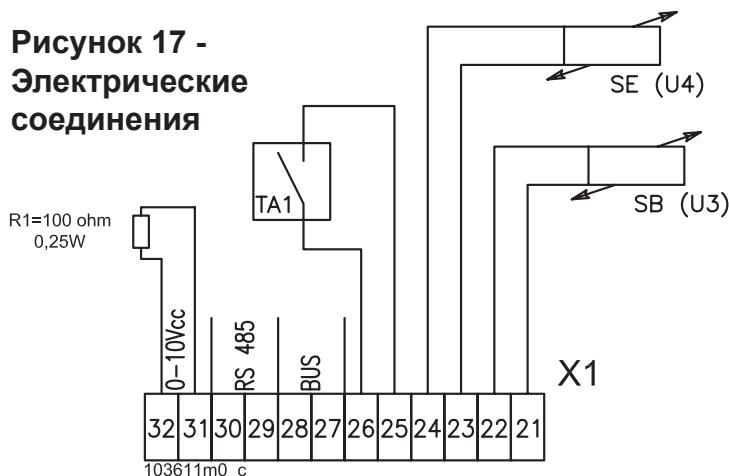 Рисунок 17 -
Электрические
соединения
SE (U4)
TA1
SB (U3)
R1=100 ohm
0,25W
0-10Vcc
RS 485
BUS
X1
32 31 30 29 28 27 26 25 24 23 22 21
103611m0_c